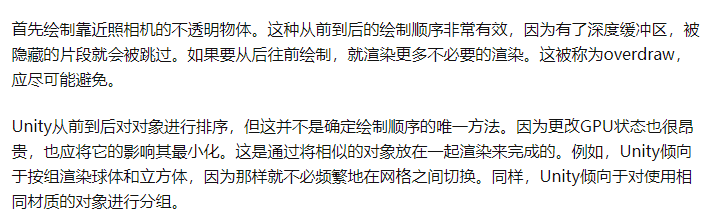 首先绘制靠近照相机的不透明物体。这种从前到后的绘制顺序非常有效，因为有了深度缓冲区，被
隐藏的片段就会被跳过。如果要从后往前绘制，就渲染更多不必要的渲染。这被称为overdraw，
应尽可能避免。
Unity从前到后对对象进行排序，但这并不是确定绘制顺序的唯一方法。因为更改GPU状态也很昂
贵，也应将它的影响其最小化。这是通过将相似的对象放在一起渲染来完成的。例如，Unity倾向
于按组渲染球体和立方体，因为那样就不必频繁地在网格之间切换。同样，Unity倾向于对使用相
同材质的对象进行分组。